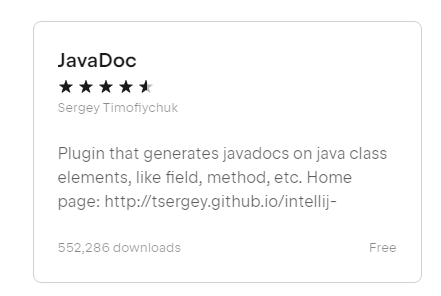 JavaDoc
Sergey Timofiychuk
Plugin that generates javadocs on java class
elements, like field, method, etc. Home
page: http://tsergey.github.io/intellij-
552,286 downloads
Free